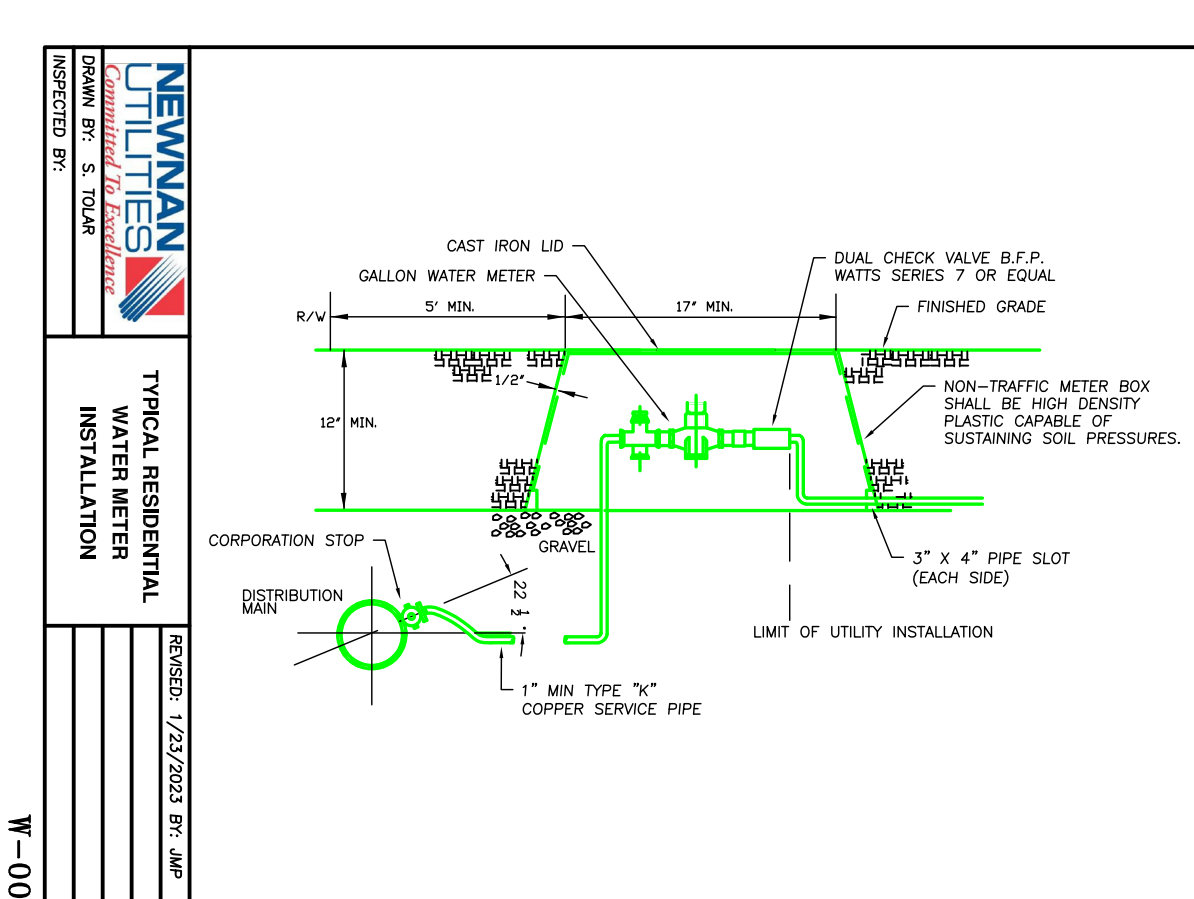 NEWNAN
UTILITIES
Committed To Excellence
DRAWN BY: S. TOLAR
INSPECTED BY:
TYPICAL RESIDENTIAL
WATER METER
INSTALLATION
REVISED: 1/23/2023 BY: JMP
W-00
CAST IRON LID
GALLON WATER METER
DUAL CHECK VALVE B.F.P.
WATTS SERIES 7 OR EQUAL
FINISHED GRADE
R/W
5' MIN.
17" MIN.
1/2"
12" MIN.
NON-TRAFFIC METER BOX
SHALL BE HIGH DENSITY
PLASTIC CAPABLE OF
SUSTAINING SOIL PRESSURES.
GRAVEL
CORPORATION STOP
3" X 4" PIPE SLOT
(EACH SIDE)
DISTRIBUTION
MAIN
22 1/2°
LIMIT OF UTILITY INSTALLATION
1" MIN TYPE "K"
COPPER SERVICE PIPE